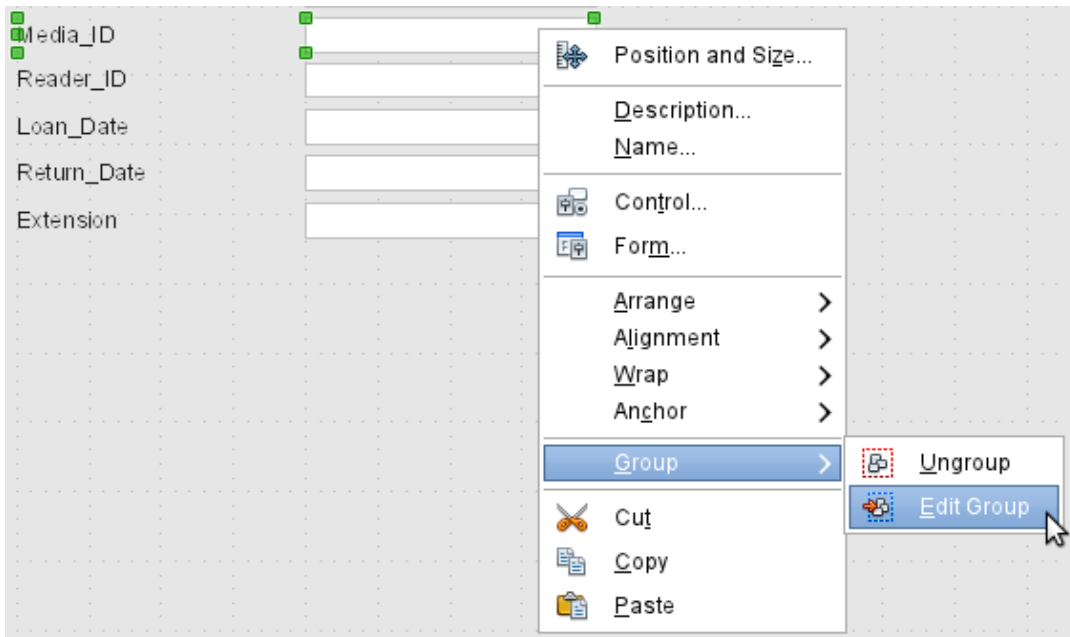 Media_ID
Reader_ID
Loan_Date
Return_Date
Extension
Position and Size...
Description...
Name...
Control...
Form...
Arrange
Alignment
Wrap
Anchor
Group
Ungroup
Edit Group
Cut
Copy
Paste